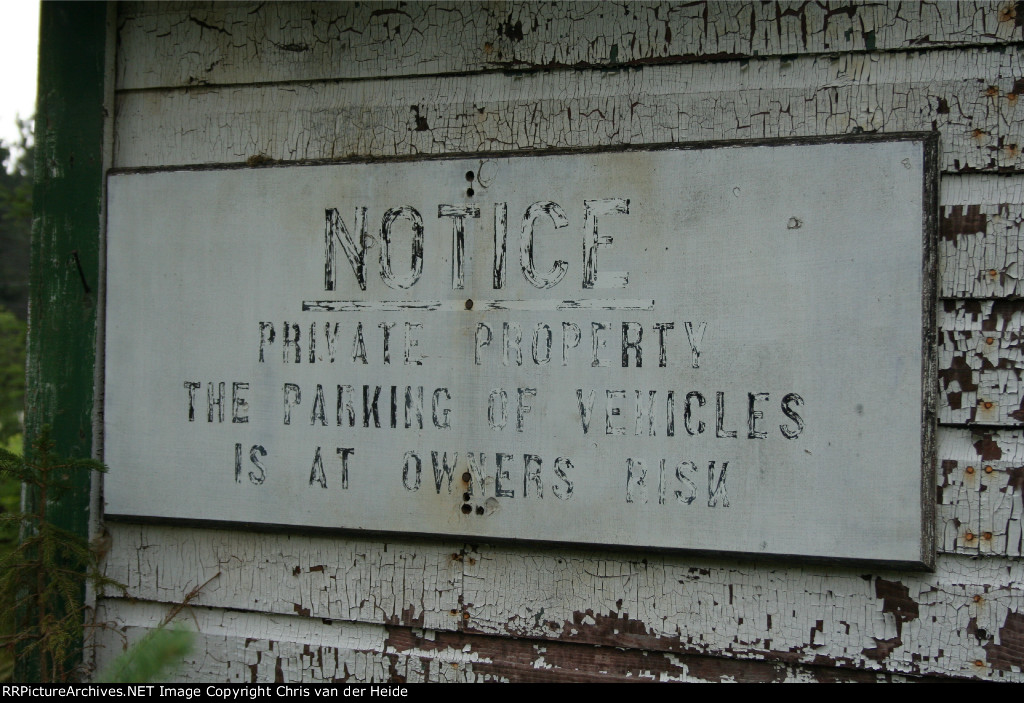 NOTICE
PRIVATE PROPERTY
THE PARKING OF VEHICLES
IS AT OWNERS RISK
RRPictureArchives.NET Image Copyright Chris van der Heide